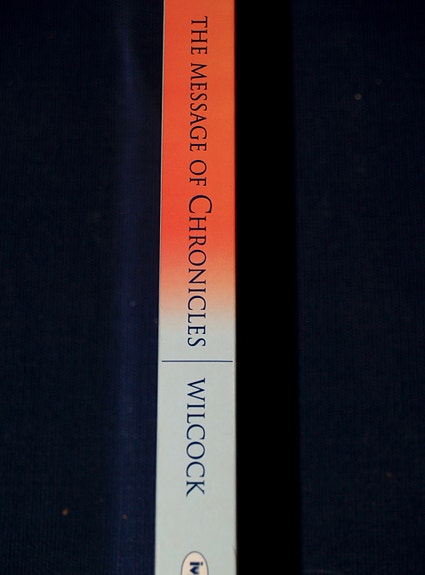 THE MESSAGE OF CHRONICLES
WILCOCK